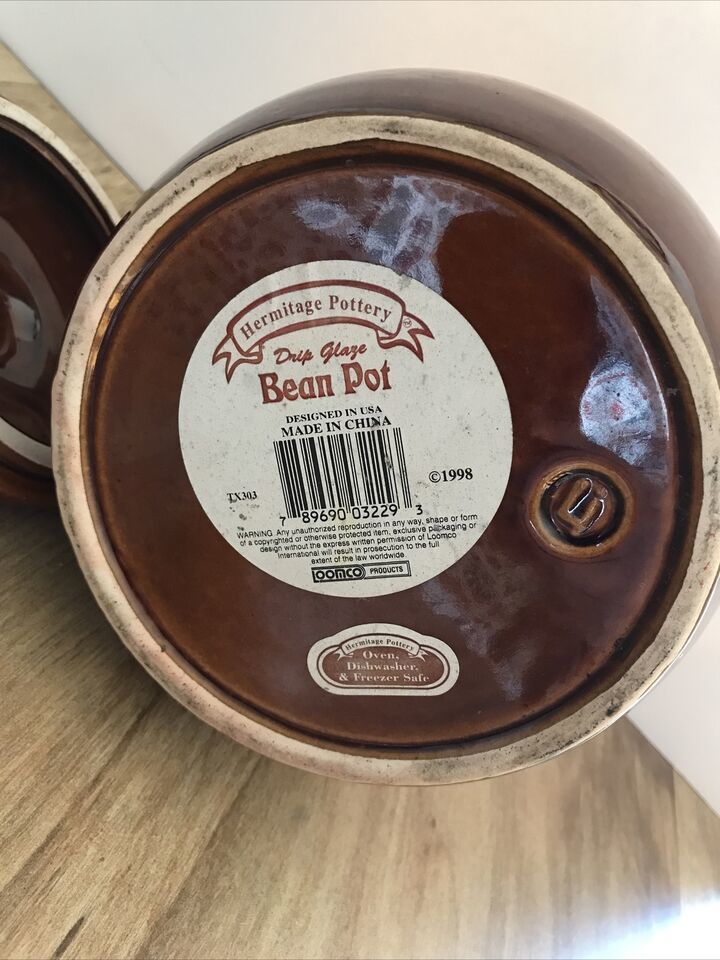 Hermitage Pottery
Drip Glaze
Bean Pot
DESIGNED IN USA
MADE IN CHINA
TX303
©1998
7 89690 03229 3
WARNING: Any unauthorized reproduction in any way, shape or form
of a copyrighted or otherwise protected item, exclusive packaging or
design without the express written permission of Loomco
international will result in prosecution to the full
extent of the law worldwide.
LOOMCO PRODUCTS
Hermitage Pottery
Oven,
Dishwasher,
& Freezer Safe